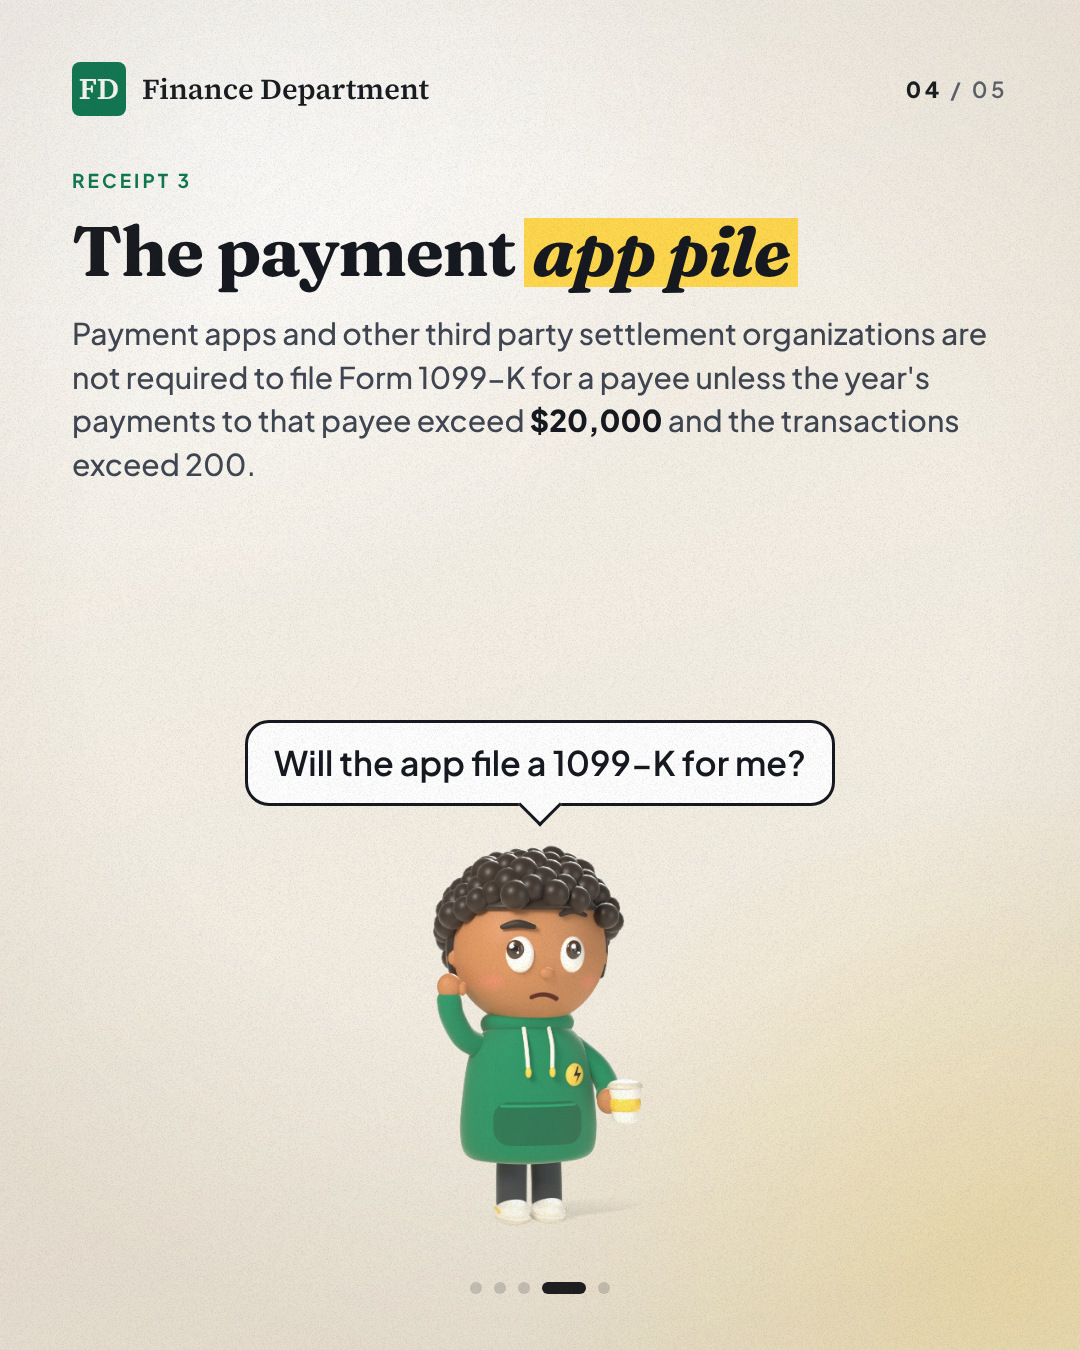 FD Finance Department
04 / 05
RECEIPT 3
The payment app pile
Payment apps and other third party settlement organizations are
not required to file Form 1099–K for a payee unless the year's
payments to that payee exceed $20,000 and the transactions
exceed 200.
Will the app file a 1099–K for me?